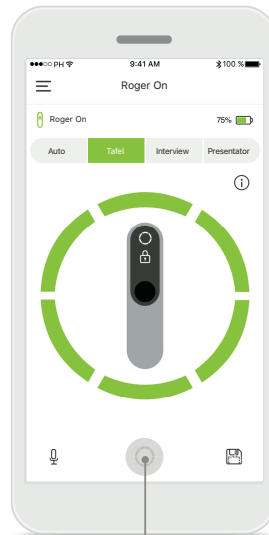 PH 9:41 AM 100 %
Roger On
Roger On 75%
Auto Tafel Interview Presentator